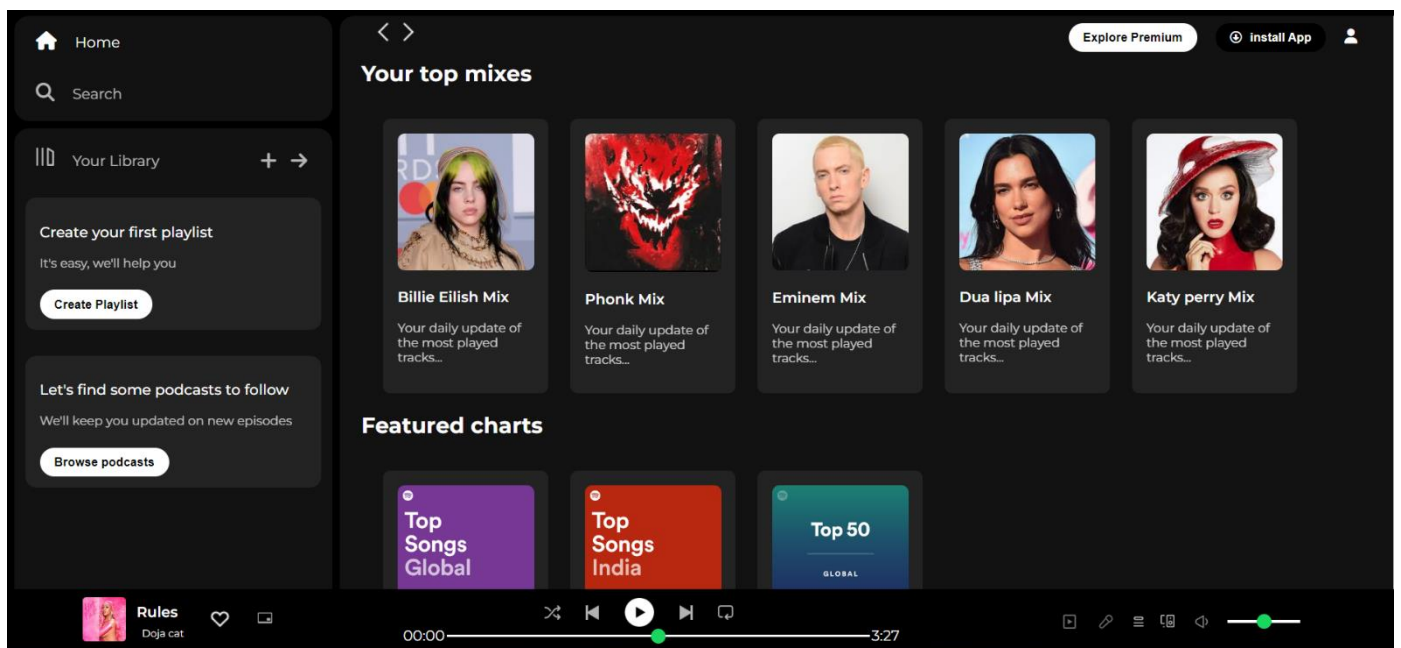 Home
Search
Your Library
Create your first playlist
It's easy, we'll help you
Create Playlist
Let's find some podcasts to follow
We'll keep you updated on new episodes
Browse podcasts
Explore Premium
install App
Your top mixes
RDS
Billie Eilish Mix
Your daily update of
the most played
tracks...
Phonk Mix
Your daily update of
the most played
tracks...
Eminem Mix
Your daily update of
the most played
tracks...
Dua lipa Mix
Your daily update of
the most played
tracks...
Katy perry Mix
Your daily update of
the most played
tracks...
Featured charts
Top
Songs
Global
Top
Songs
India
Top 50
GLOBAL
Rules
Doja cat
00:00
3:27